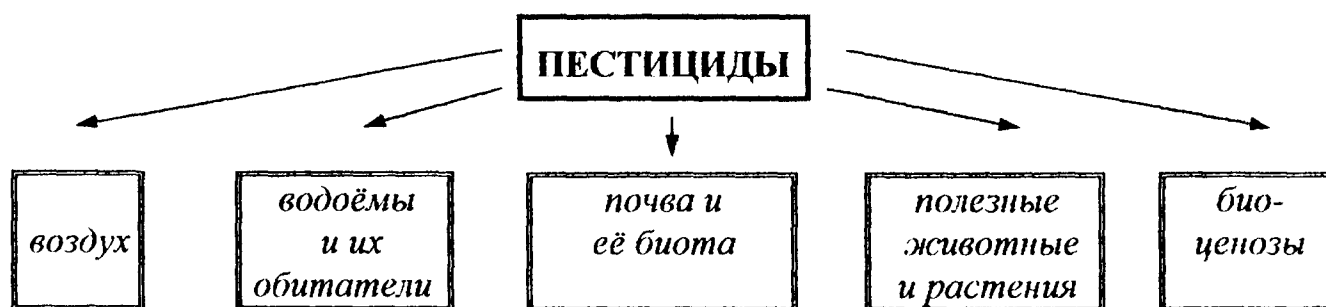 ПЕСТИЦИДЫ
воздух
водоёмы
и их
обитатели
почва и
её биота
полезные
животные
и растения
био-
ценозы